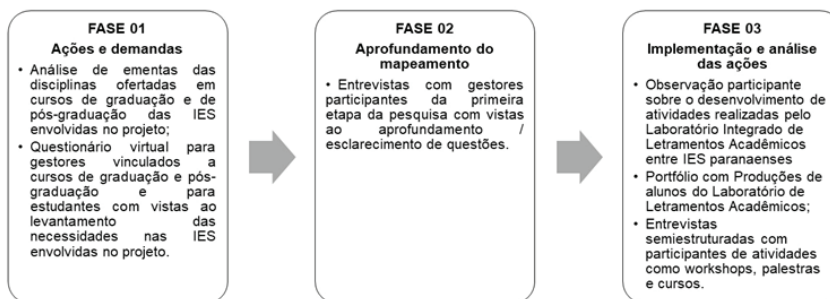 FASE 01
Ações e demandas
• Análise de ementas das
disciplinas ofertadas em
cursos de graduação e de
pós-graduação das IES
envolvidas no projeto;
• Questionário virtual para
gestores vinculados a
cursos de graduação e pós-
graduação e para
estudantes com vistas ao
levantamento das
necessidades nas IES
envolvidas no projeto.
FASE 02
Aprofundamento do
mapeamento
• Entrevistas com gestores
participantes da primeira
etapa da pesquisa com vistas
ao aprofundamento /
esclarecimento de questões.
FASE 03
Implementação e análise
das ações
• Observação participante
sobre o desenvolvimento de
atividades realizadas pelo
Laboratório Integrado de
Letramentos Acadêmicos
entre IES paranaenses
• Portfólio com Produções de
alunos do Laboratório de
Letramentos Acadêmicos;
• Entrevistas
semiestruturadas com
participantes de atividades
como workshops, palestras
e cursos.